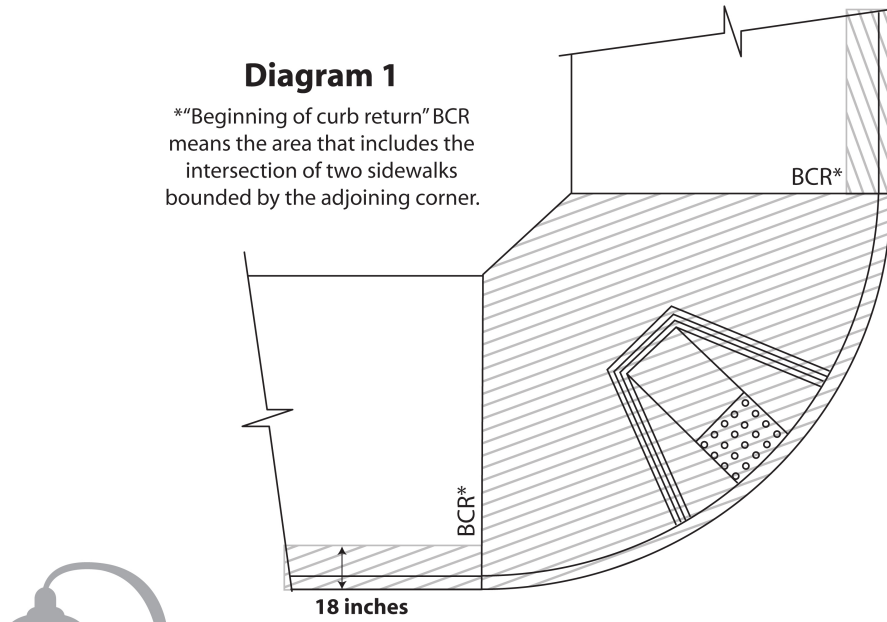 Diagram 1
*“Beginning of curb return” BCR
means the area that includes the
intersection of two sidewalks
bounded by the adjoining corner.
BCR*
BCR*
18 inches